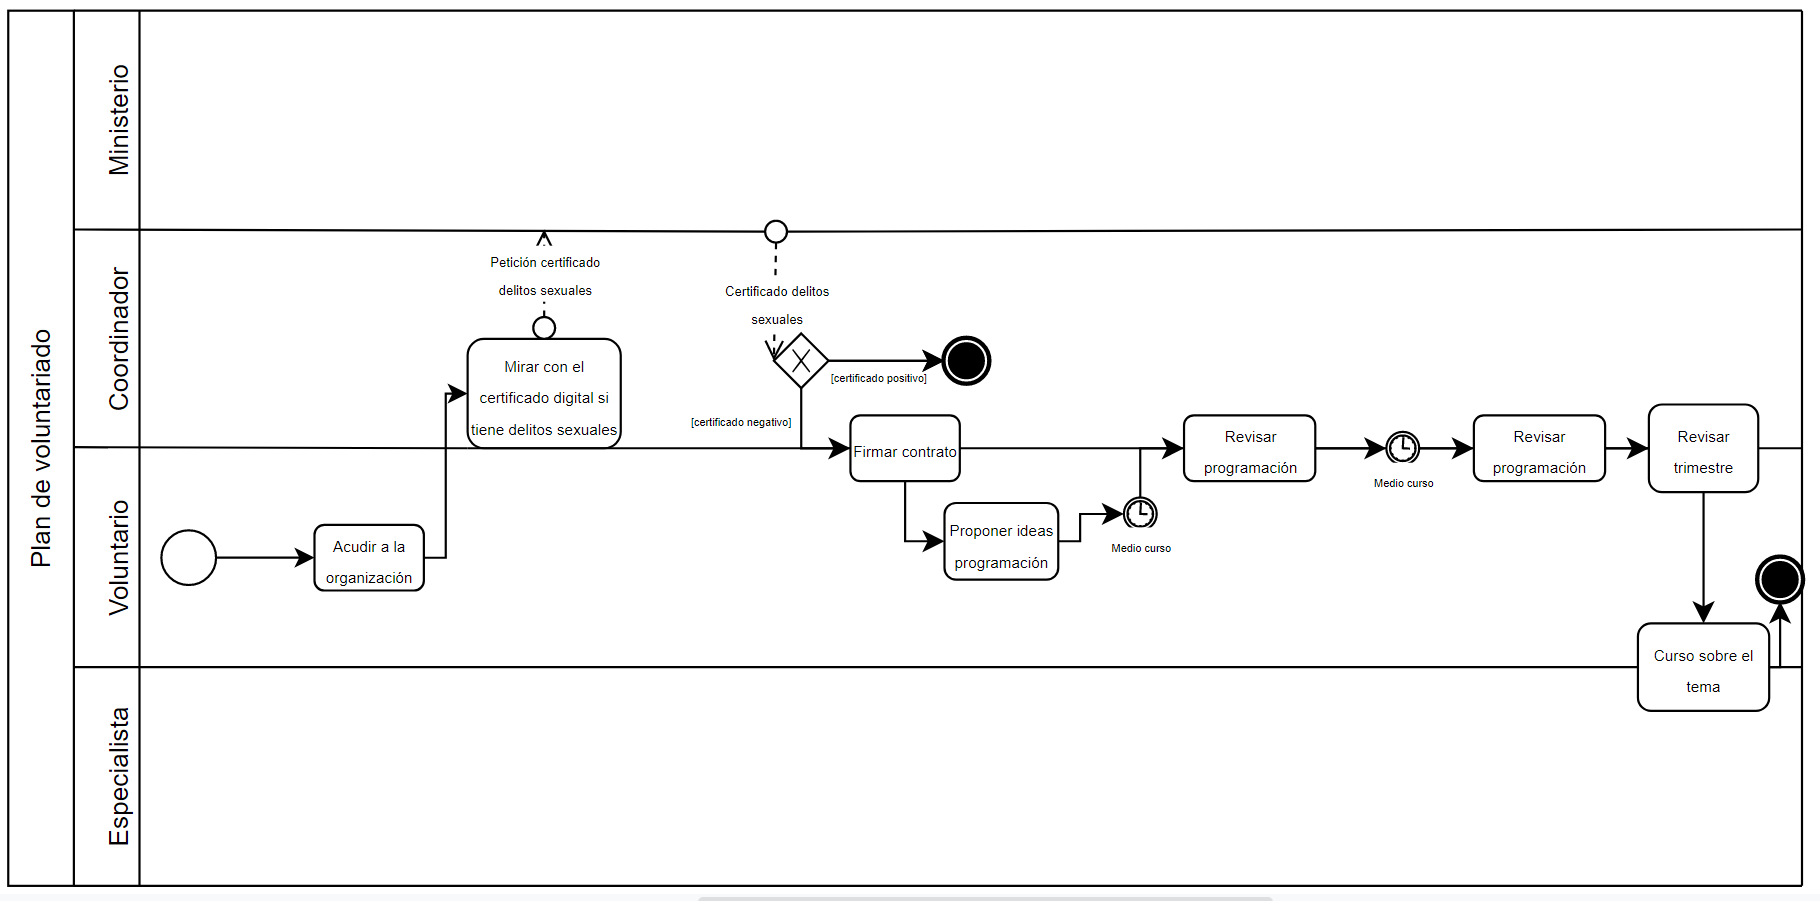 Plan de voluntariado
Ministerio
Coordinador
Voluntario
Especialista
Petición certificado
delitos sexuales
Certificado delitos
sexuales
Mirar con el
certificado digital si
tiene delitos sexuales
[certificado positivo]
[certificado negativo]
Firmar contrato
Revisar
programación
Medio curso
Revisar
programación
Revisar
trimestre
Acudir a la
organización
Proponer ideas
programación
Medio curso
Curso sobre el
tema